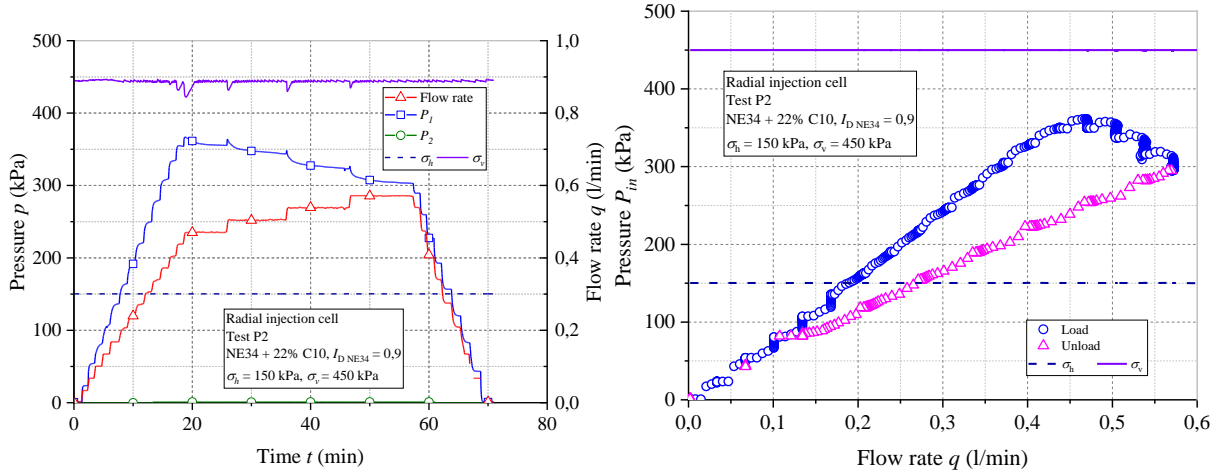 500
450
400
350
300
250
200
150
100
50
0
Pressure p (kPa)
0
20
40
60
80
Time t (min)
1,0
0,8
0,6
0,4
0,2
0,0
Flow rate q (l/min)
Flow rate
P1
P2
σh σv
Radial injection cell
Test P2
NE34 + 22% C10, ID NE34 = 0,9
σh = 150 kPa, σv = 450 kPa
500
400
300
200
100
0
Pressure Pin (kPa)
0,0
0,1
0,2
0,3
0,4
0,5
0,6
Flow rate q (l/min)
Radial injection cell
Test P2
NE34 + 22% C10, ID NE34 = 0,9
σh = 150 kPa, σv = 450 kPa
Load
Unload
σh σv